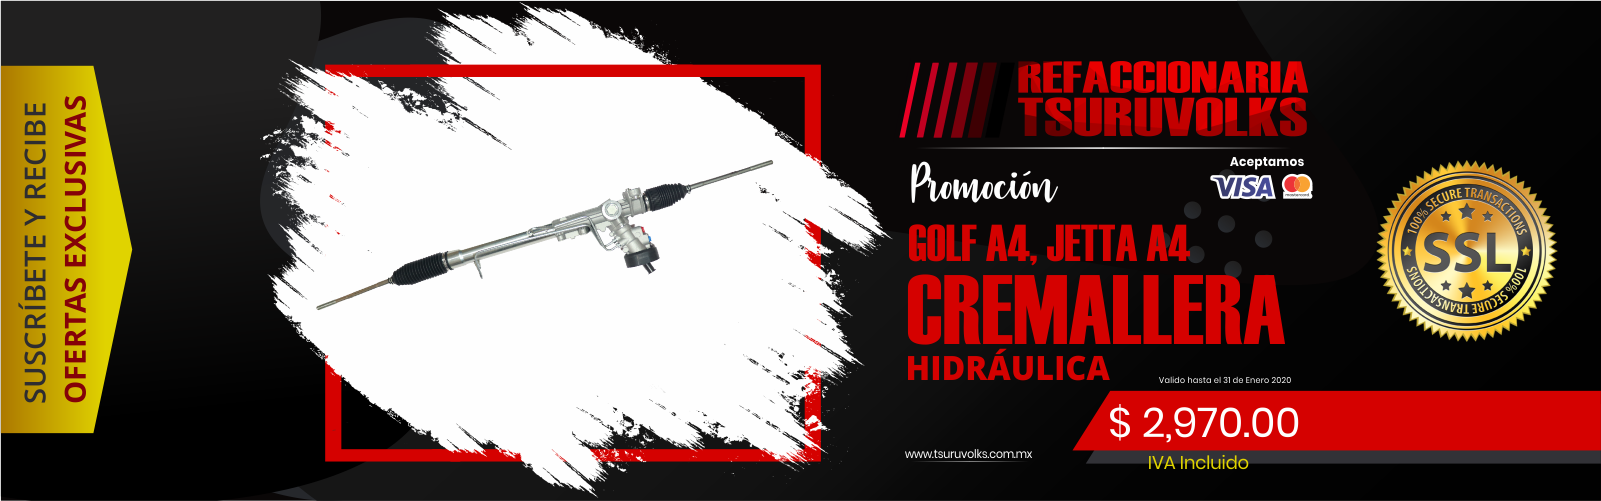 SUSCRÍBETE Y RECIBE
OFERTAS EXCLUSIVAS
REFACCIONARIA
TSURUVOLKS
Promoción
Aceptamos
VISA
mastercard
GOLF A4, JETTA A4
CREMALLERA
HIDRÁULICA
Valido hasta el 31 de Enero 2020
$ 2,970.00
IVA Incluido
www.tsuruvolks.com.mx
100% SECURE TRANSACTIONS
SSL
100% SECURE TRANSACTIONS